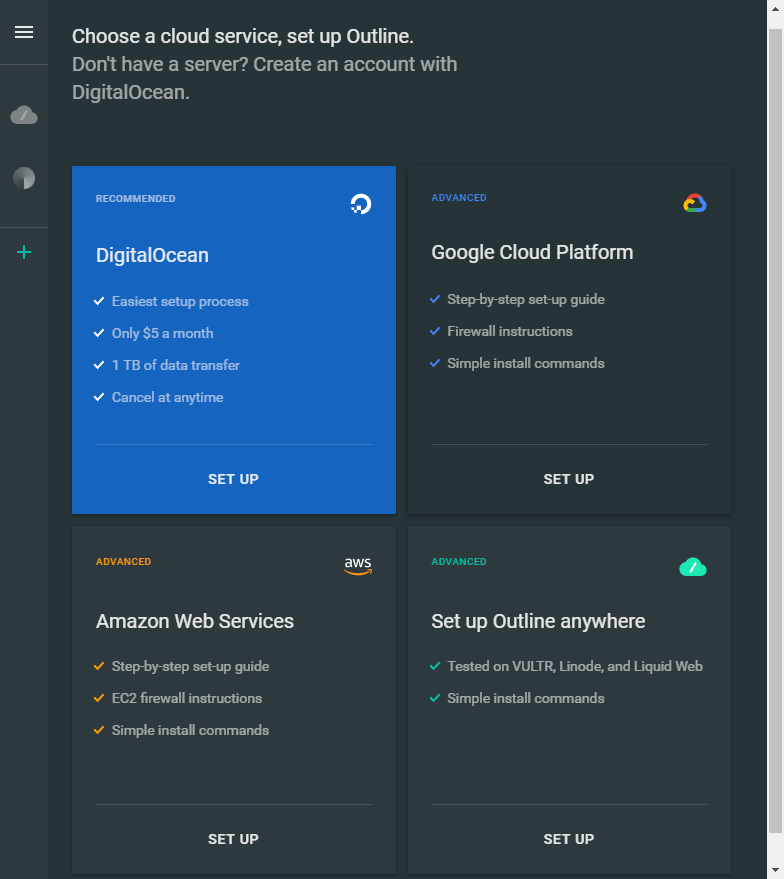 Choose a cloud service, set up Outline.
Don't have a server? Create an account with
DigitalOcean.
RECOMMENDED
DigitalOcean
Easiest setup process
Only $5 a month
1 TB of data transfer
Cancel at anytime
SET UP
ADVANCED
Google Cloud Platform
Step-by-step set-up guide
Firewall instructions
Simple install commands
SET UP
ADVANCED
aws
Amazon Web Services
Step-by-step set-up guide
EC2 firewall instructions
Simple install commands
SET UP
ADVANCED
Set up Outline anywhere
Tested on VULTR, Linode, and Liquid Web
Simple install commands
SET UP